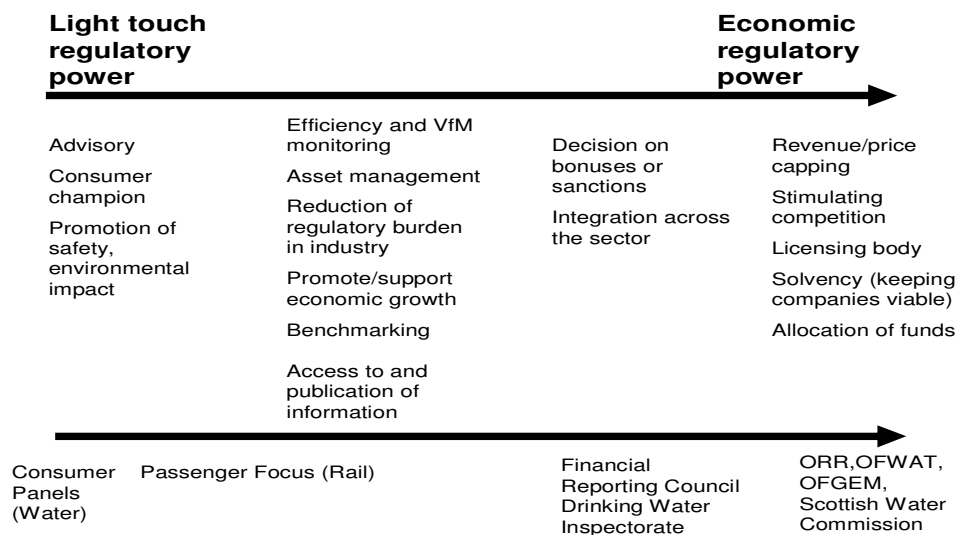 Light touch
regulatory
power
Economic
regulatory
power
Advisory
Consumer
champion
Promotion of
safety,
environmental
impact
Efficiency and VfM
monitoring
Asset management
Reduction of
regulatory burden
in industry
Promote/support
economic growth
Benchmarking
Access to and
publication of
information
Decision on
bonuses or
sanctions
Integration across
the sector
Revenue/price
capping
Stimulating
competition
Licensing body
Solvency (keeping
companies viable)
Allocation of funds
Consumer
Panels
(Water)
Passenger Focus (Rail)
Financial
Reporting Council
Drinking Water
Inspectorate
ORR,OFWAT,
OFGEM,
Scottish Water
Commission